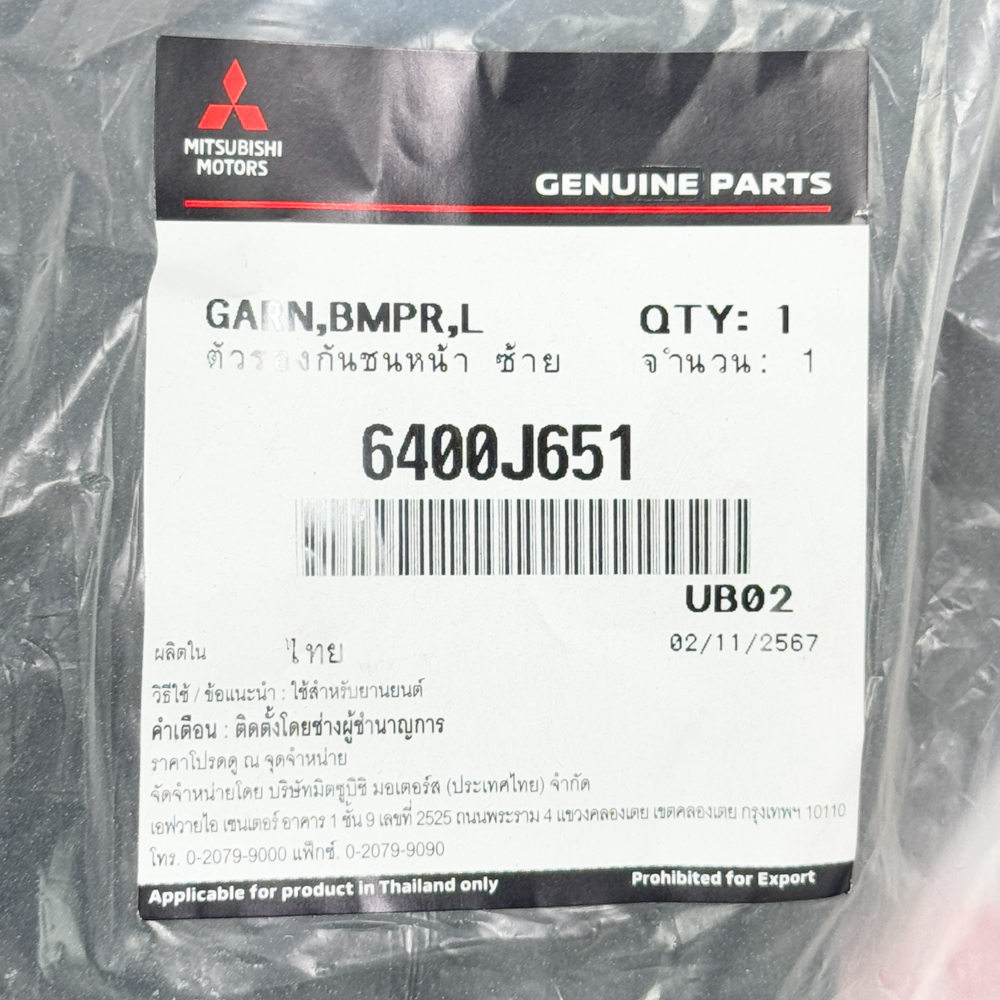 MITSUBISHI
MOTORS
GENUINE PARTS
GARN,BMPR,L QTY: 1
ตัวรองกันชนหน้า ซ้าย จำนวน: 1
6400J651
UB02
02/11/2567
ผลิตใน ไทย
วิธีใช้ / ข้อแนะนำ : ใช้สำหรับยานยนต์
คำเตือน : ติดตั้งโดยช่างผู้ชำนาญการ
ราคาโปรดดู ณ จุดจำหน่าย
จัดจำหน่ายโดย บริษัทมิตซูบิชิ มอเตอร์ส (ประเทศไทย) จำกัด
เอฟวายไอ เซนเตอร์ อาคาร 1 ชั้น 9 เลขที่ 2525 ถนนพระราม 4 แขวงคลองเตย เขตคลองเตย กรุงเทพฯ 10110
โทร. 0-2079-9000 แฟ็กซ์. 0-2079-9090
Applicable for product in Thailand only Prohibited for Export